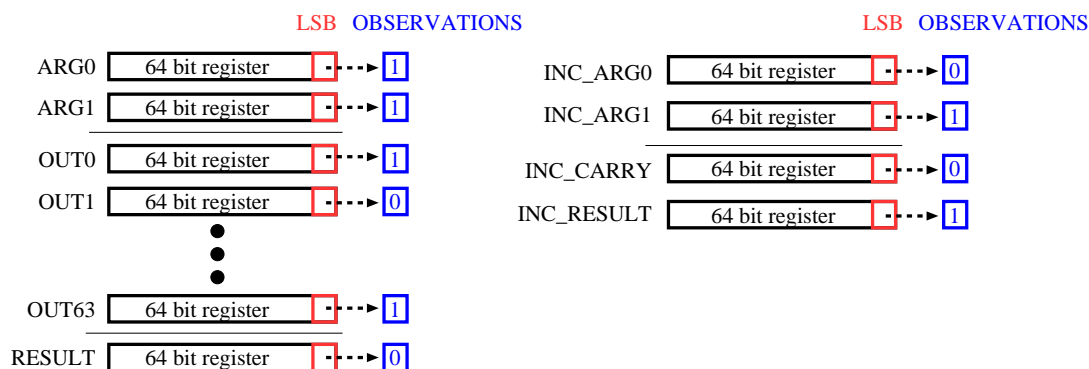 LSB OBSERVATIONS
ARG0 64 bit register 1
ARG1 64 bit register 1
OUT0 64 bit register 1
OUT1 64 bit register 0
OUT63 64 bit register 1
RESULT 64 bit register 0
LSB OBSERVATIONS
INC_ARG0 64 bit register 0
INC_ARG1 64 bit register 1
INC_CARRY 64 bit register 0
INC_RESULT 64 bit register 1